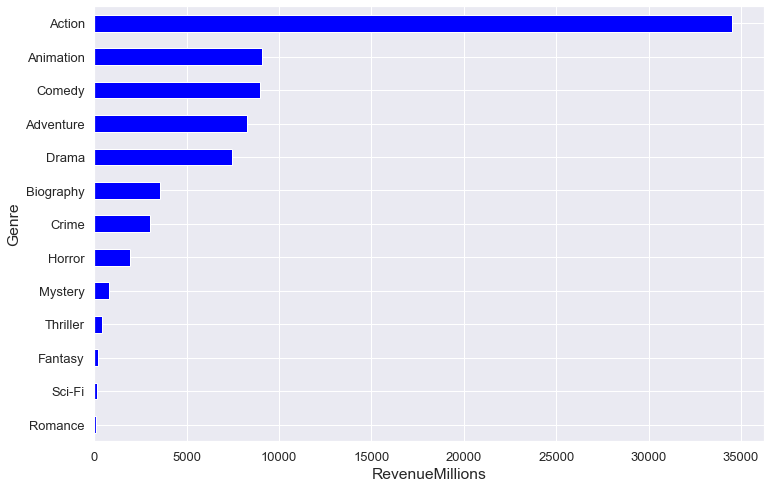 Action
Animation
Comedy
Adventure
Drama
Biography
Crime
Horror
Mystery
Thriller
Fantasy
Sci-Fi
Romance
Genre
0 5000 10000 15000 20000 25000 30000 35000
RevenueMillions